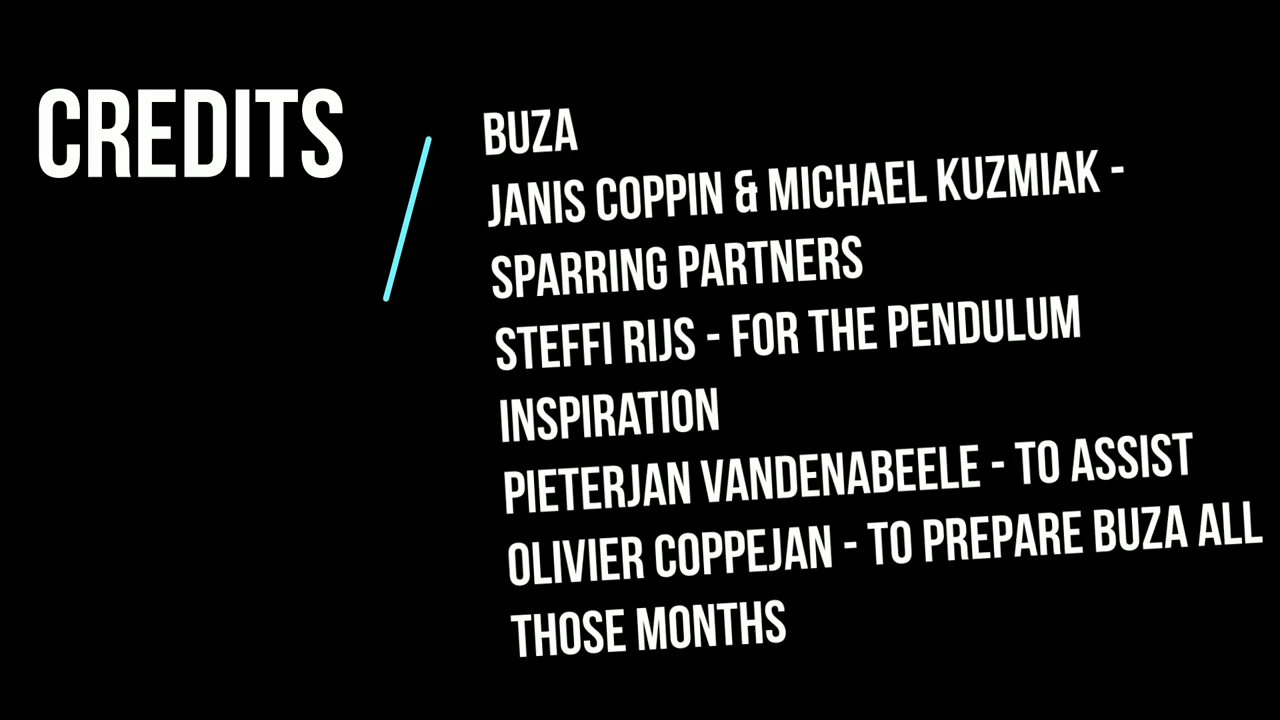 CREDITS
BUZA
JANIS COPPIN & MICHAEL KUZMIAK -
SPARRING PARTNERS
STEFFI RIJS - FOR THE PENDULUM
INSPIRATION
PIETERJAN VANDENABEELE - TO ASSIST
OLIVIER COPPEJAN - TO PREPARE BUZA ALL
THOSE MONTHS